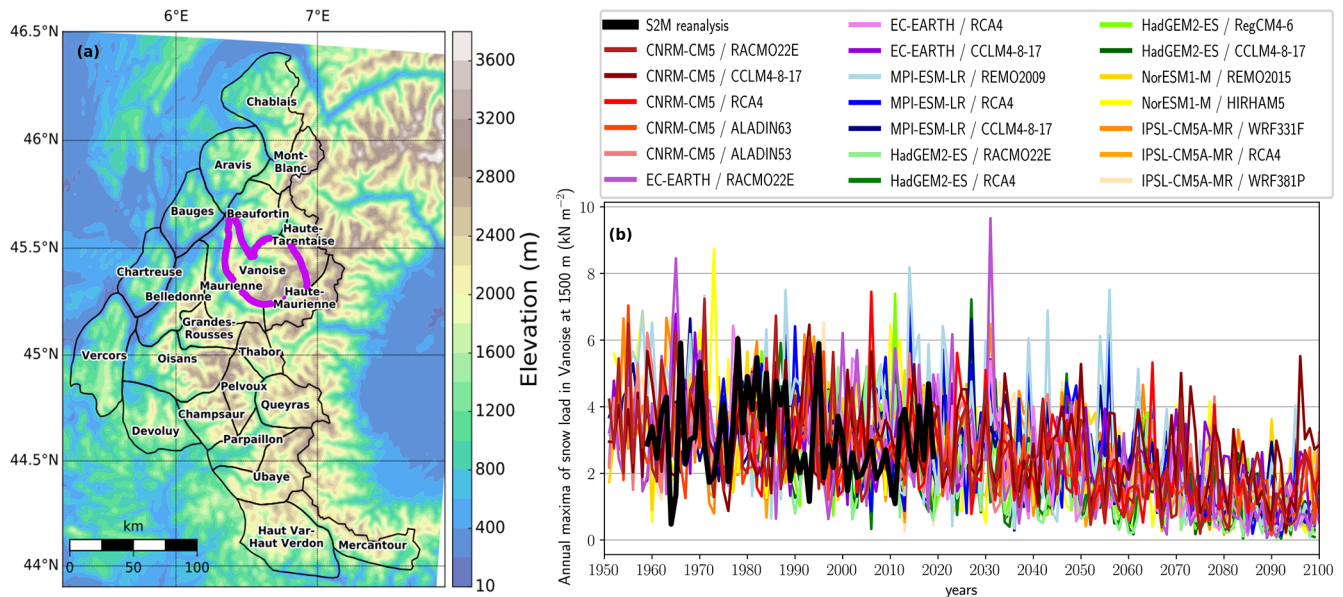 6°E
7°E
46.5°N
46°N
45.5°N
45°N
44.5°N
44°N
(a)
Chablais
Aravis
Mont-
Blanc
Bauges
Beaufortin
Haute-
Tarentaise
Chartreuse
Vanoise
Belledonne
Maurienne
Haute-
Maurienne
Grandes-
Rousses
Vercors
Oisans
Thabor
Pelvoux
Champsaur
Queyras
Devoluy
Parpaillon
Ubaye
Haut Var-
Haut Verdon
Mercantour
km
0 50 100
3600
3200
2800
2400
2000
1600
1200
800
400
10
Elevation (m)
S2M reanalysis
CNRM-CM5 / RACMO22E
CNRM-CM5 / CCLM4-8-17
CNRM-CM5 / RCA4
CNRM-CM5 / ALADIN63
CNRM-CM5 / ALADIN53
EC-EARTH / RACMO22E
EC-EARTH / RCA4
EC-EARTH / CCLM4-8-17
MPI-ESM-LR / REMO2009
MPI-ESM-LR / RCA4
MPI-ESM-LR / CCLM4-8-17
HadGEM2-ES / RACMO22E
HadGEM2-ES / RCA4
HadGEM2-ES / RegCM4-6
HadGEM2-ES / CCLM4-8-17
NorESM1-M / REMO2015
NorESM1-M / HIRHAM5
IPSL-CM5A-MR / WRF331F
IPSL-CM5A-MR / RCA4
IPSL-CM5A-MR / WRF381P
(b)
Annual maxima of snow load in Vanoise at 1500 m (kN m⁻²)
10
8
6
4
2
0
1950 1960 1970 1980 1990 2000 2010 2020 2030 2040 2050 2060 2070 2080 2090 2100
years